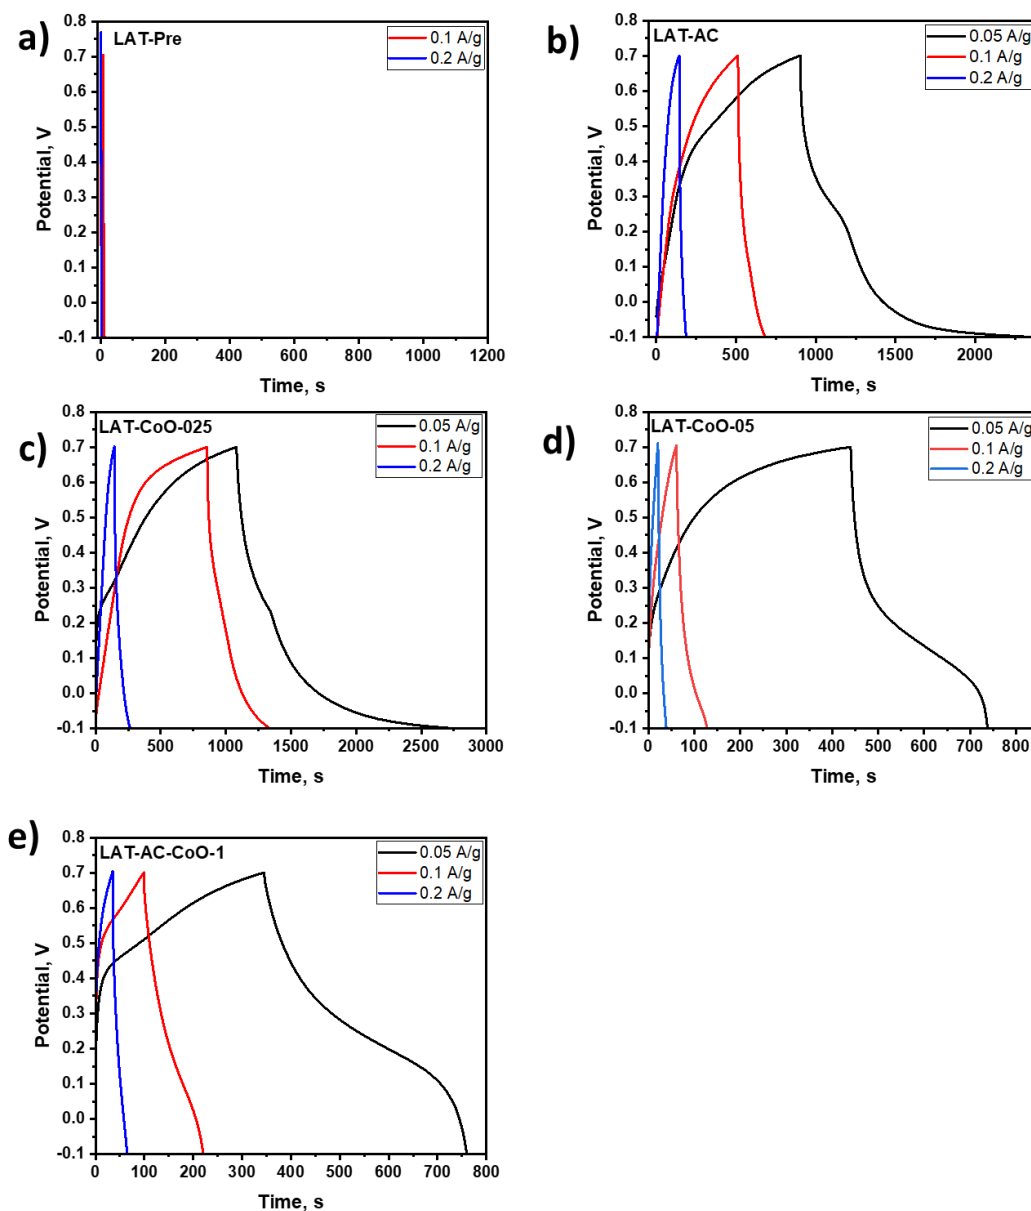 a)
LAT-Pre
0.1 A/g
0.2 A/g
0.8
0.7
0.6
0.5
0.4
0.3
0.2
0.1
0.0
-0.1
Potential, V
0 200 400 600 800 1000 1200
Time, s
b)
LAT-AC
0.05 A/g
0.1 A/g
0.2 A/g
0.8
0.7
0.6
0.5
0.4
0.3
0.2
0.1
0.0
-0.1
Potential, V
0 500 1000 1500 2000
Time, s
c)
LAT-CoO-025
0.05 A/g
0.1 A/g
0.2 A/g
0.8
0.7
0.6
0.5
0.4
0.3
0.2
0.1
0.0
-0.1
Potential, V
0 500 1000 1500 2000 2500 3000
Time, s
d)
LAT-CoO-05
0.05 A/g
0.1 A/g
0.2 A/g
0.8
0.7
0.6
0.5
0.4
0.3
0.2
0.1
0.0
-0.1
Potential, V
0 100 200 300 400 500 600 700 800
Time, s
e)
LAT-AC-CoO-1
0.05 A/g
0.1 A/g
0.2 A/g
0.8
0.7
0.6
0.5
0.4
0.3
0.2
0.1
0.0
-0.1
Potential, V
0 100 200 300 400 500 600 700 800
Time, s